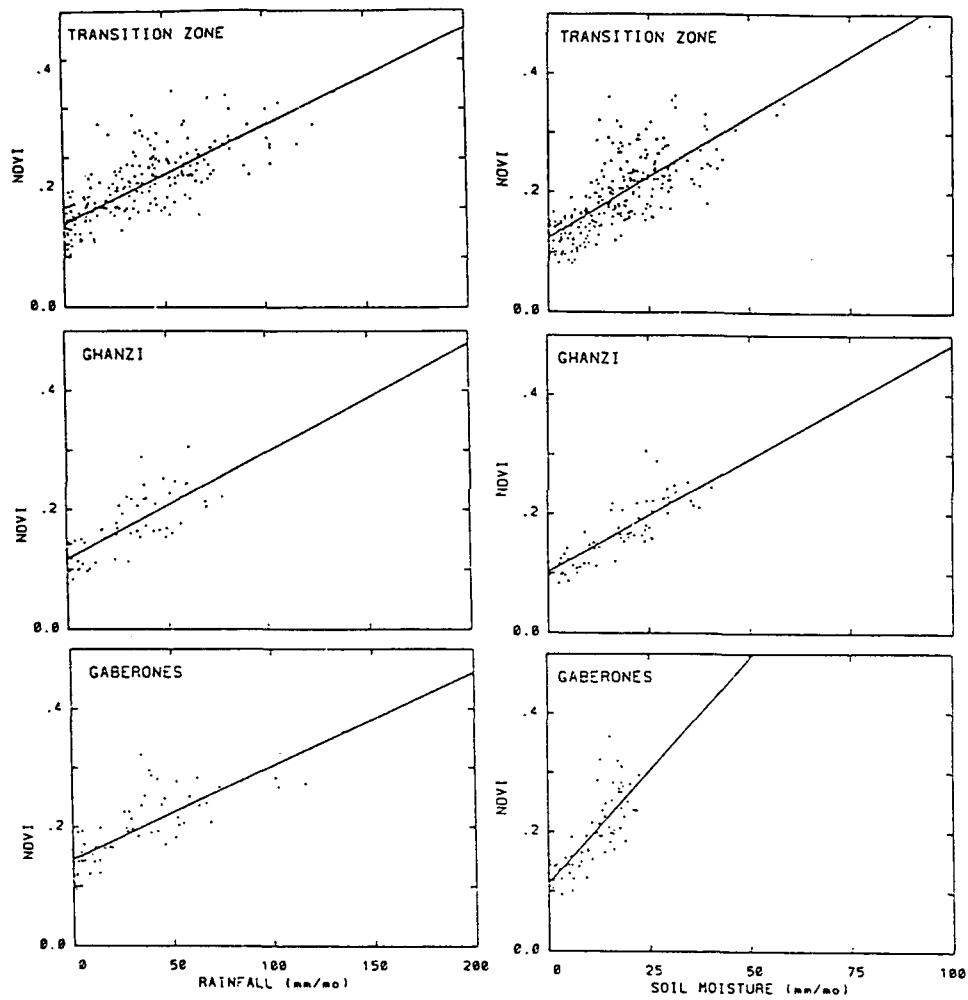 TRANSITION ZONE
.4
NDVI
.2
0.0
TRANSITION ZONE
.4
NDVI
.2
0.0
GHANZI
.4
NDVI
.2
0.0
GHANZI
.4
NDVI
.2
0.0
GABERONES
.4
NDVI
.2
0.0
0 50 100 150 200
RAINFALL (mm/mo)
GABERONES
.4
NDVI
.2
0.0
0 25 50 75 100
SOIL MOISTURE (mm/mo)